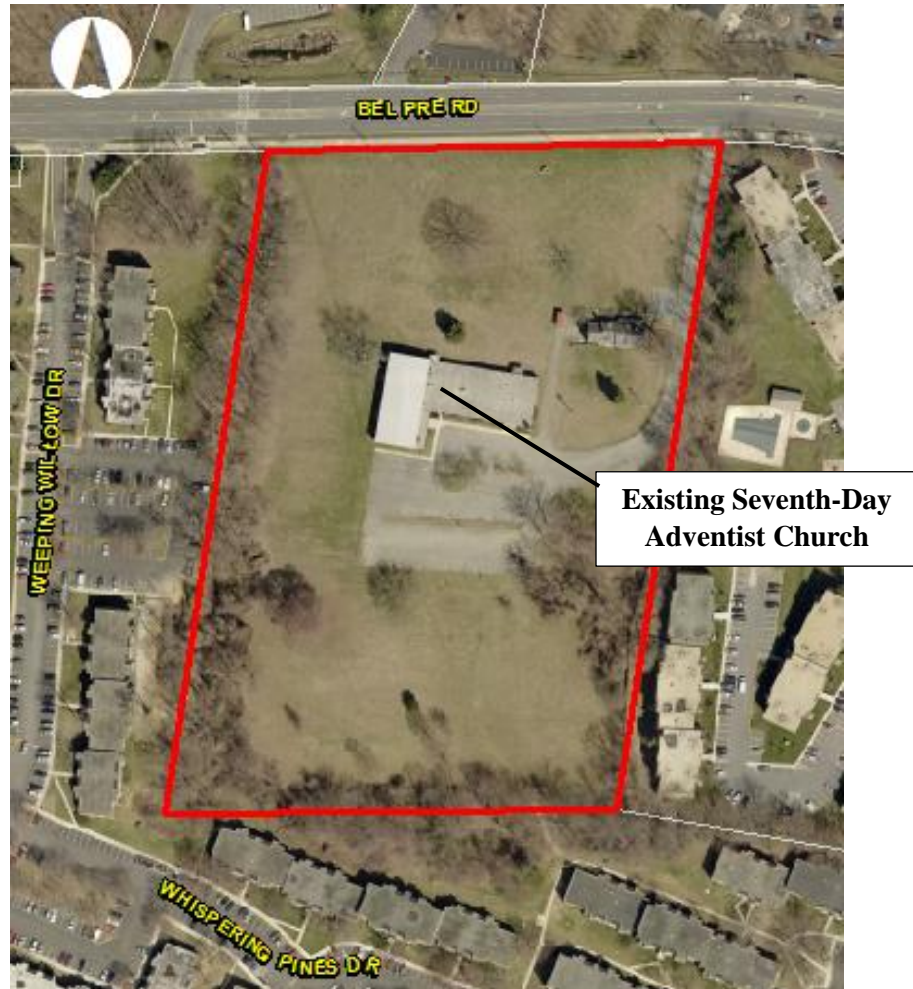 BEL PRE RD
WEEPING WILLOW DR
Existing Seventh-Day
Adventist Church
WHISPERING PINES DR